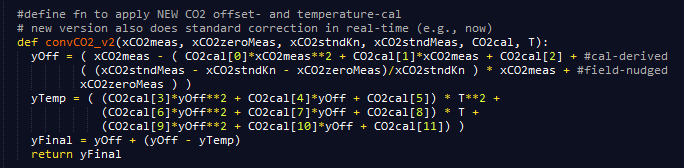 #define fn to apply NEW CO2 offset- and temperature-cal
# new version also does standard correction in real-time (e.g., now)
def convCO2_v2(xCO2meas, xCO2zeroMeas, xCO2stndKn, xCO2stndMeas, CO2cal, T):
yOff = ( xCO2meas - ( CO2cal[0]*xCO2meas**2 + CO2cal[1]*xCO2meas + CO2cal[2] + #cal-derived
( (xCO2stndMeas - xCO2stndKn - xCO2zeroMeas)/xCO2stndKn ) * xCO2meas + #field-nudged
xCO2zeroMeas ) )
yTemp = ( (CO2cal[3]*yOff**2 + CO2cal[4]*yOff + CO2cal[5]) * T**2 +
(CO2cal[6]*yOff**2 + CO2cal[7]*yOff + CO2cal[8]) * T +
(CO2cal[9]*yOff**2 + CO2cal[10]*yOff + CO2cal[11]) )
yFinal = yOff + (yOff - yTemp)
return yFinal